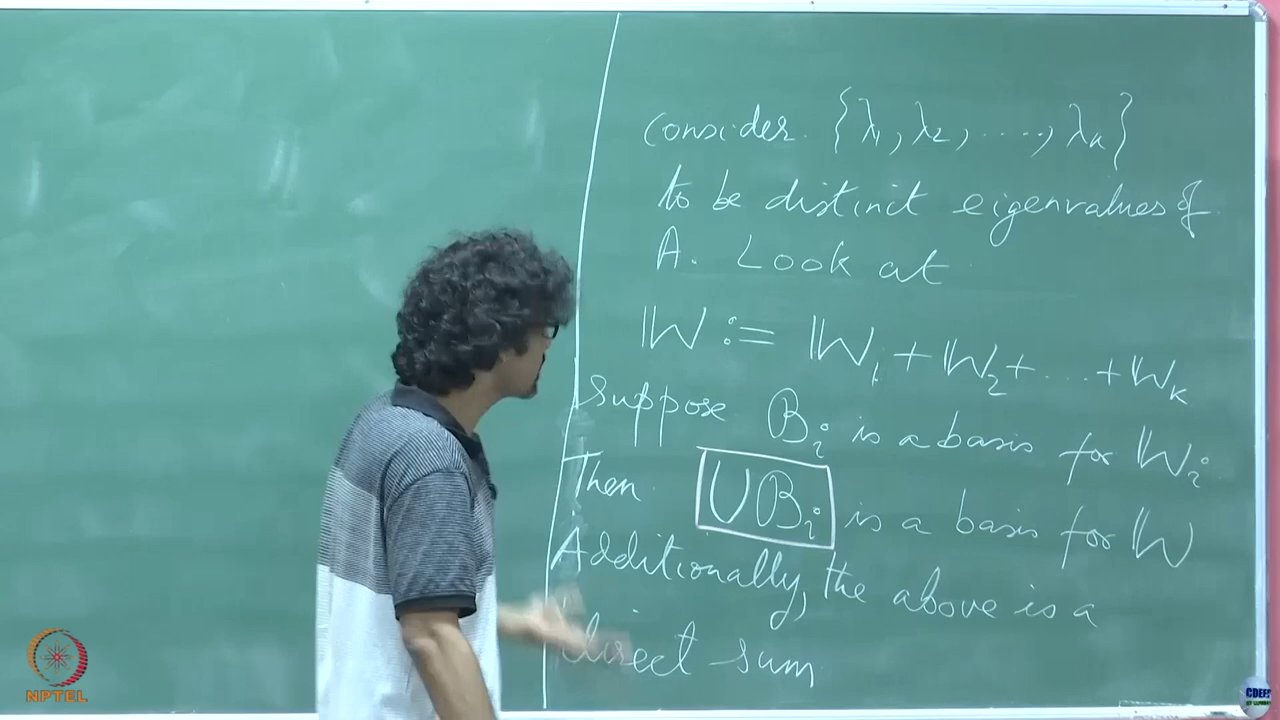 Consider {λ₁, λ₂, ...., λₖ}
to be distinct eigenvalues of
A. Look at
𝕎 := 𝕎₁ + 𝕎₂ + .... + 𝕎ₖ
Suppose ℬᵢ is a basis for 𝕎ᵢ
Then ∪ℬᵢ is a basis for 𝕎
Additionally, the above is a
direct sum
NPTEL